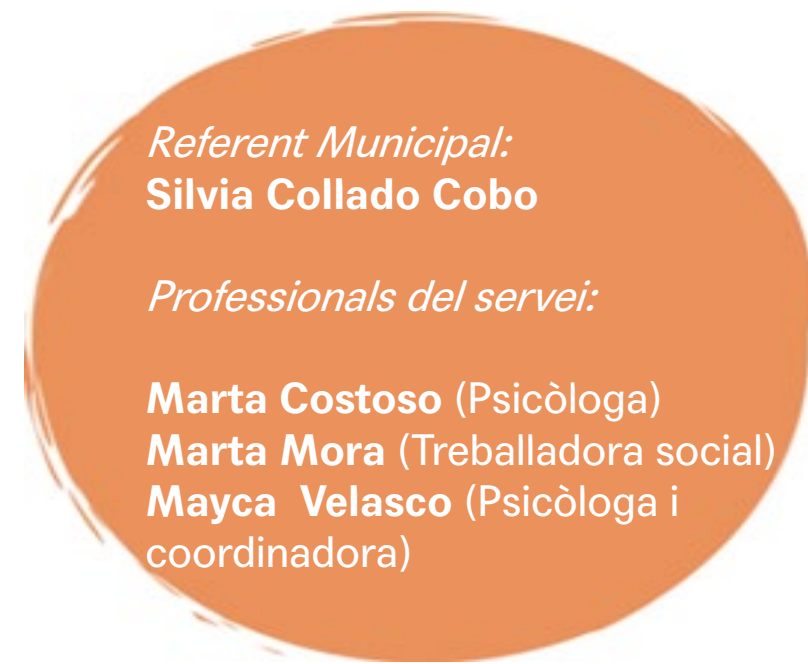 Referent Municipal:
Silvia Collado Cobo
Professionals del servei:
Marta Costoso (Psicòloga)
Marta Mora (Treballadora social)
Mayca  Velasco (Psicòloga i
coordinadora)